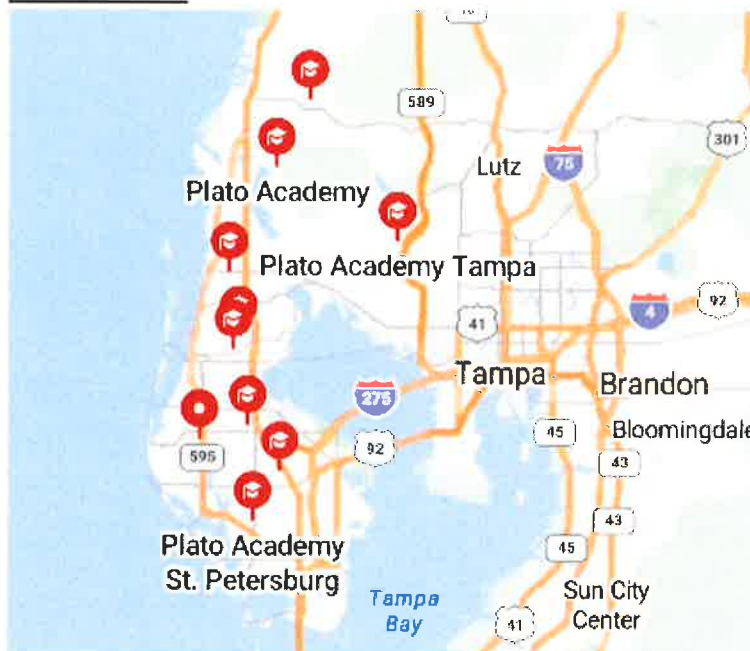 589
301
Lutz
75
Plato Academy
Plato Academy Tampa
92
4
41
Tampa
Brandon
275
Bloomingdale
45
92
595
43
43
Plato Academy
St. Petersburg
45
Sun City
Center
Tampa
Bay
41